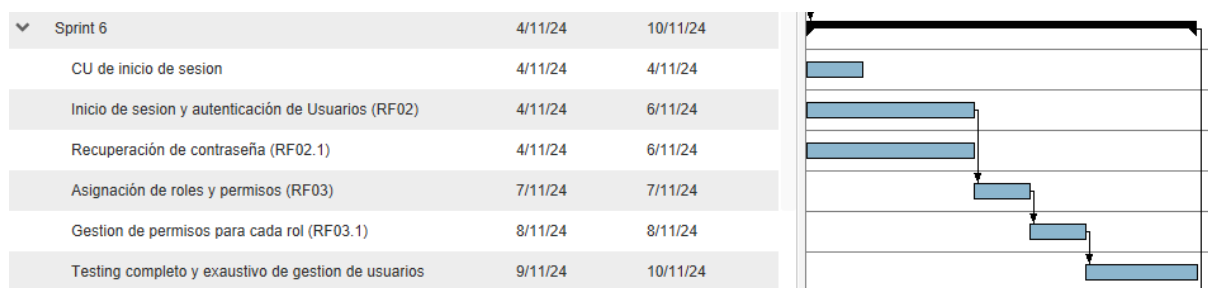 Sprint 6 4/11/24 10/11/24
CU de inicio de sesion 4/11/24 4/11/24
Inicio de sesion y autenticación de Usuarios (RF02) 4/11/24 6/11/24
Recuperación de contraseña (RF02.1) 4/11/24 6/11/24
Asignación de roles y permisos (RF03) 7/11/24 7/11/24
Gestion de permisos para cada rol (RF03.1) 8/11/24 8/11/24
Testing completo y exaustivo de gestion de usuarios 9/11/24 10/11/24